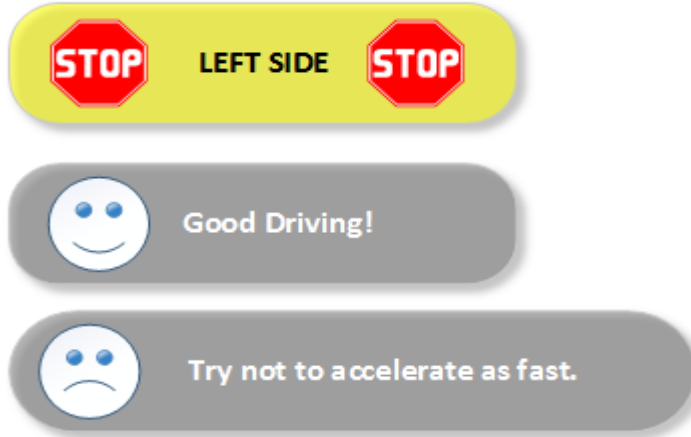 STOP LEFT SIDE STOP
Good Driving!
Try not to accelerate as fast.